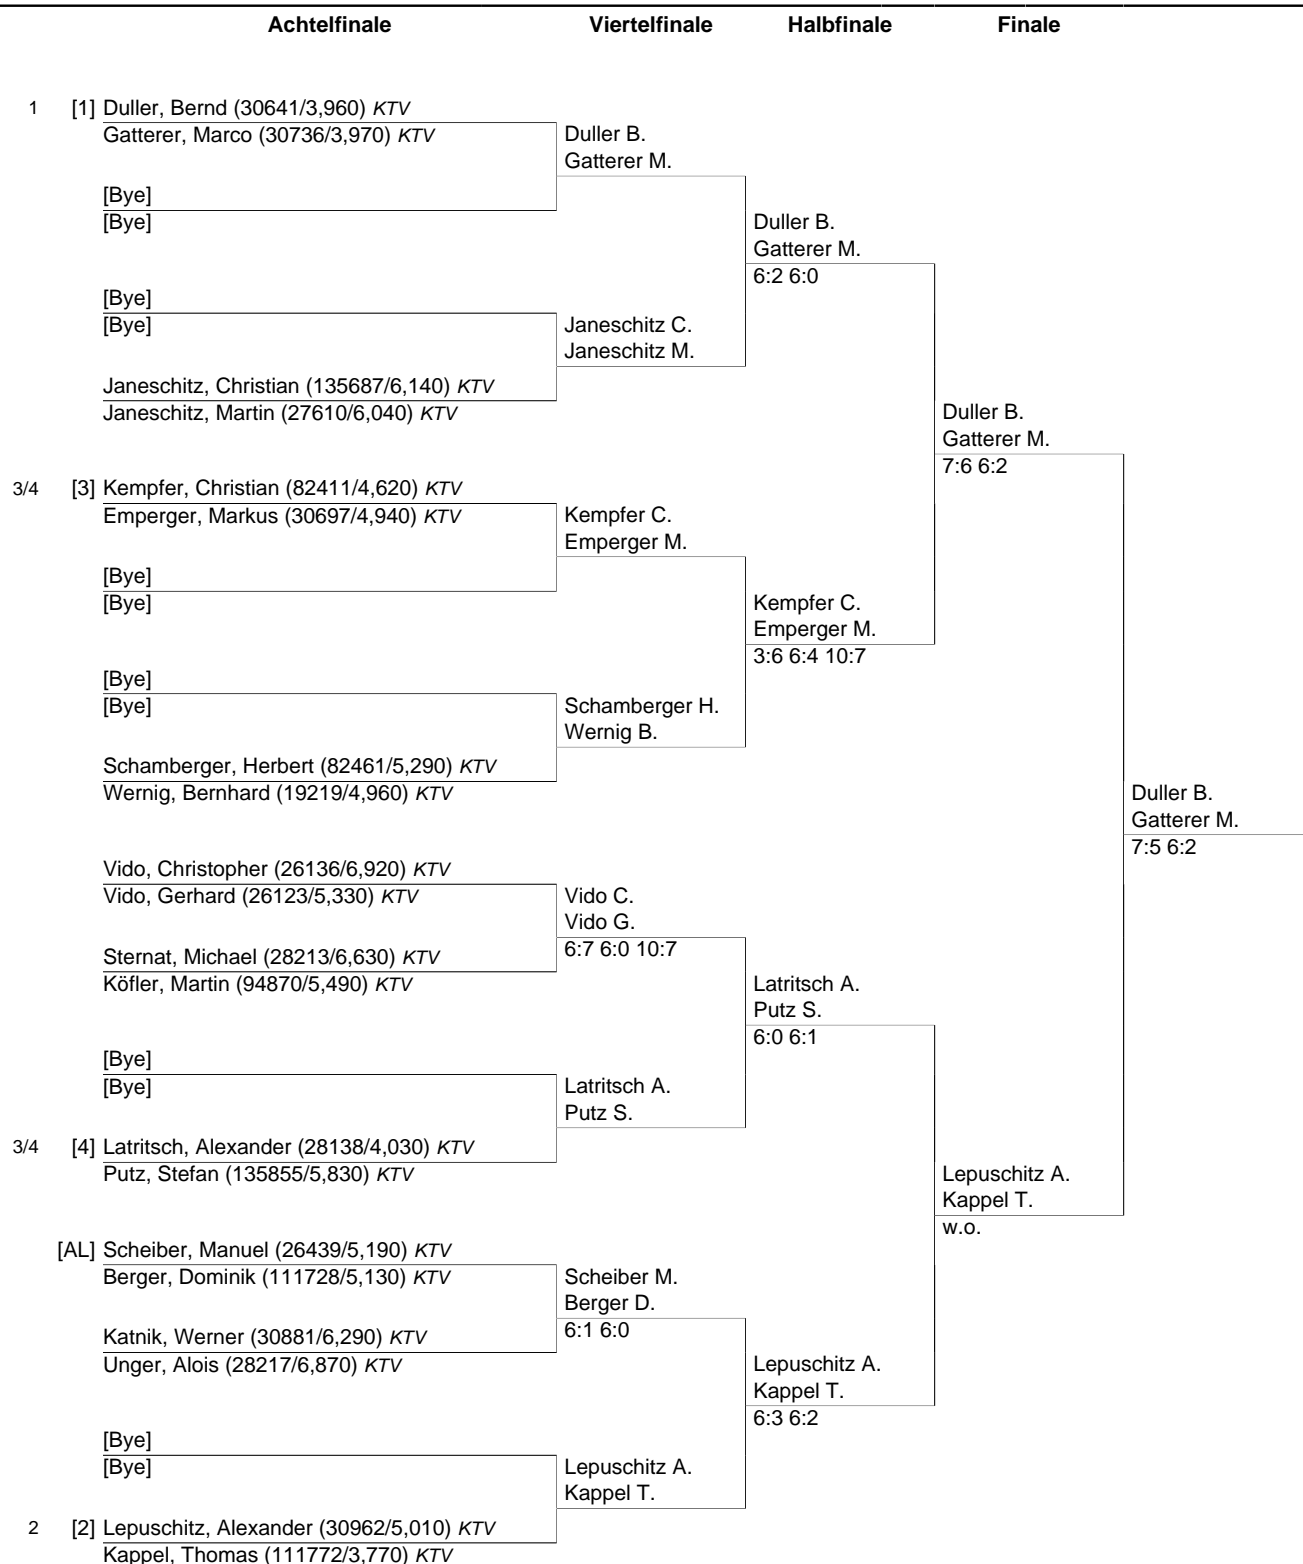 Achtelfinale Viertelfinale Halbfinale Finale
1 [1] Duller, Bernd (30641/3,960) KTV
Gatterer, Marco (30736/3,970) KTV
Duller B.
Gatterer M.
[Bye]
[Bye]
Duller B.
Gatterer M.
6:2 6:0
[Bye]
[Bye]
Janeschitz C.
Janeschitz M.
Janeschitz, Christian (135687/6,140) KTV
Janeschitz, Martin (27610/6,040) KTV
Duller B.
Gatterer M.
7:6 6:2
3/4 [3] Kempfer, Christian (82411/4,620) KTV
Emperger, Markus (30697/4,940) KTV
Kempfer C.
Emperger M.
[Bye]
[Bye]
Kempfer C.
Emperger M.
3:6 6:4 10:7
[Bye]
[Bye]
Schamberger H.
Wernig B.
Schamberger, Herbert (82461/5,290) KTV
Wernig, Bernhard (19219/4,960) KTV
Duller B.
Gatterer M.
7:5 6:2
Vido, Christopher (26136/6,920) KTV
Vido, Gerhard (26123/5,330) KTV
Vido C.
Vido G.
6:7 6:0 10:7
Sternat, Michael (28213/6,630) KTV
Köfler, Martin (94870/5,490) KTV
Latritsch A.
Putz S.
6:0 6:1
[Bye]
[Bye]
Latritsch A.
Putz S.
3/4 [4] Latritsch, Alexander (28138/4,030) KTV
Putz, Stefan (135855/5,830) KTV
Lepuschitz A.
Kappel T.
w.o.
[AL] Scheiber, Manuel (26439/5,190) KTV
Berger, Dominik (111728/5,130) KTV
Scheiber M.
Berger D.
6:1 6:0
Katnik, Werner (30881/6,290) KTV
Unger, Alois (28217/6,870) KTV
Lepuschitz A.
Kappel T.
6:3 6:2
[Bye]
[Bye]
Lepuschitz A.
Kappel T.
2 [2] Lepuschitz, Alexander (30962/5,010) KTV
Kappel, Thomas (111772/3,770) KTV